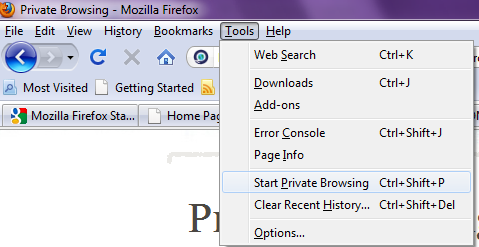 Private Browsing - Mozilla Firefox
File Edit View History Bookmarks Tools Help
Web Search Ctrl+K
Most Visited Getting Started
Downloads Ctrl+J
Add-ons
Mozilla Firefox Sta... Home Pag
Error Console Ctrl+Shift+J
Page Info
Start Private Browsing Ctrl+Shift+P
Clear Recent History... Ctrl+Shift+Del
Options...